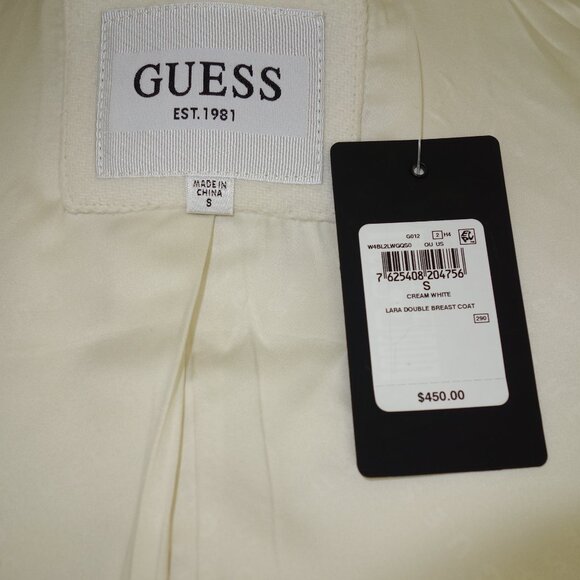 GUESS
EST. 1981
MADE IN
CHINA
S
G012 2 H4
W4BL2LWGQS0 OU US
7 625408 204756
S
CREAM WHITE
LARA DOUBLE BREAST COAT
290
$450.00